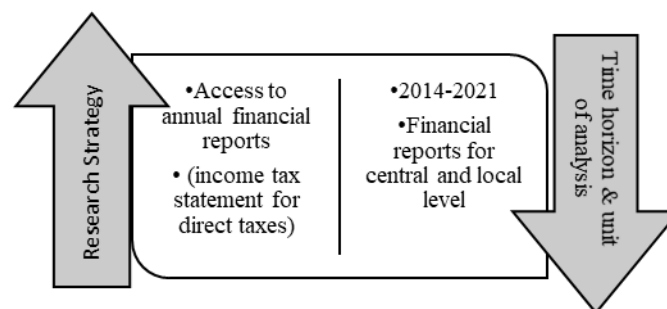 Research Strategy
•Access to
annual financial
reports
• (income tax
statement for
direct taxes)
•2014-2021
•Financial
reports for
central and local
level
Time horizon & unit
of analysis